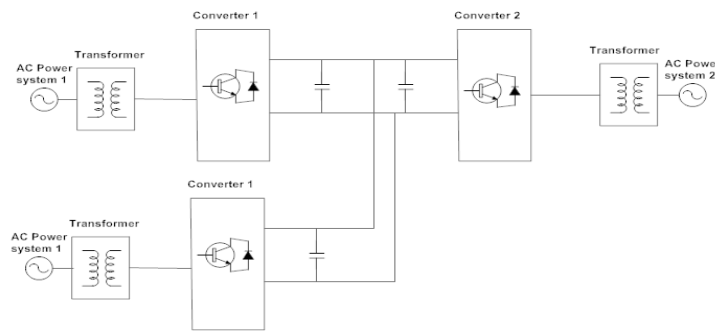 Converter 1
Converter 2
Transformer
Transformer
AC Power
system 1
AC Powe
system 2
Converter 1
Transformer
AC Power
system 1